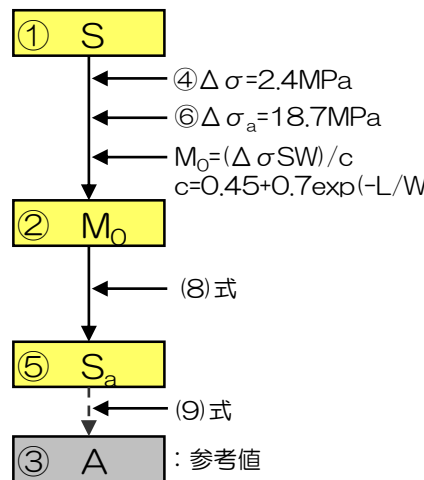 ① S
④Δσ=2.4MPa
⑥Δσa=18.7MPa
M0=(ΔσSW)/c
c=0.45+0.7exp(-L/W
② M0
(8)式
⑤ Sa
(9)式
③ A :参考値